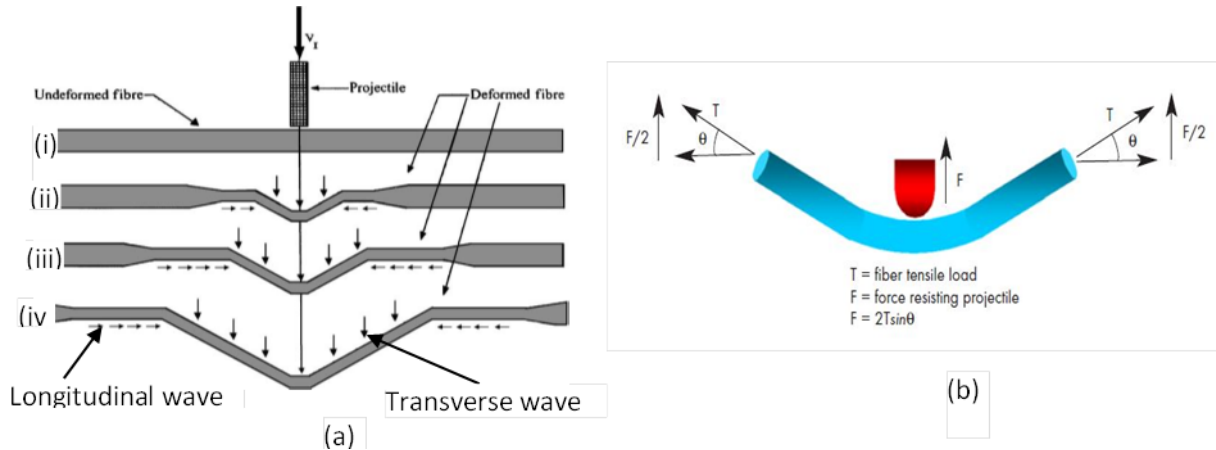 V_I
Projectile
Undeformed fibre
Deformed fibre
(i)
(ii)
(iii)
(iv
Longitudinal wave
Transverse wave
(a)
F/2
T
θ
F
T
θ
F/2
T = fiber tensile load
F = force resisting projectile
F = 2Tsinθ
(b)